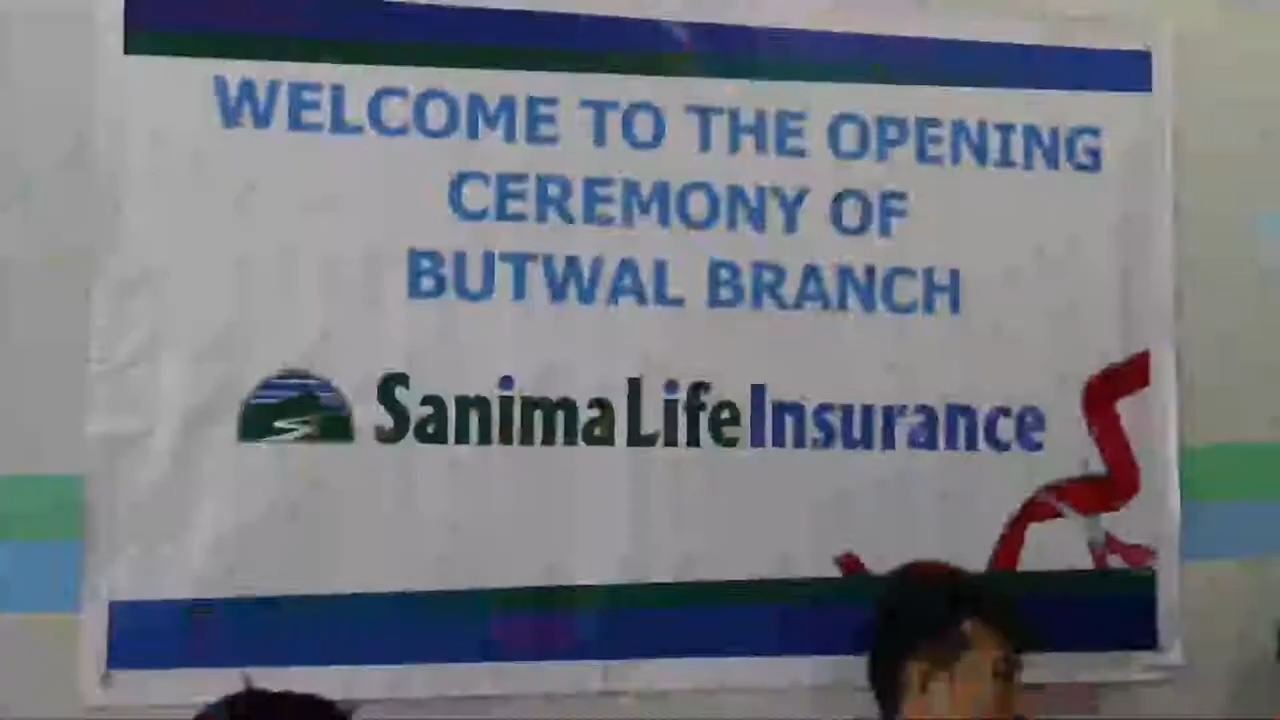 WELCOME TO THE OPENING
CEREMONY OF
BUTWAL BRANCH
Sanima Life Insurance